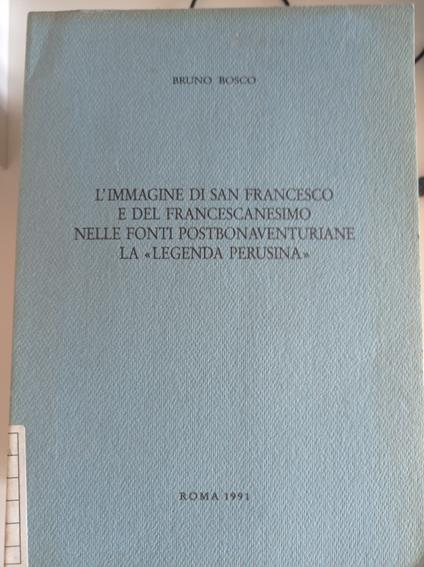 BRUNO BOSCO
L'IMMAGINE DI SAN FRANCESCO
E DEL FRANCESCANESIMO
NELLE FONTI POSTBONAVENTURIANE
LA «LEGENDA PERUSINA»
ROMA 1991